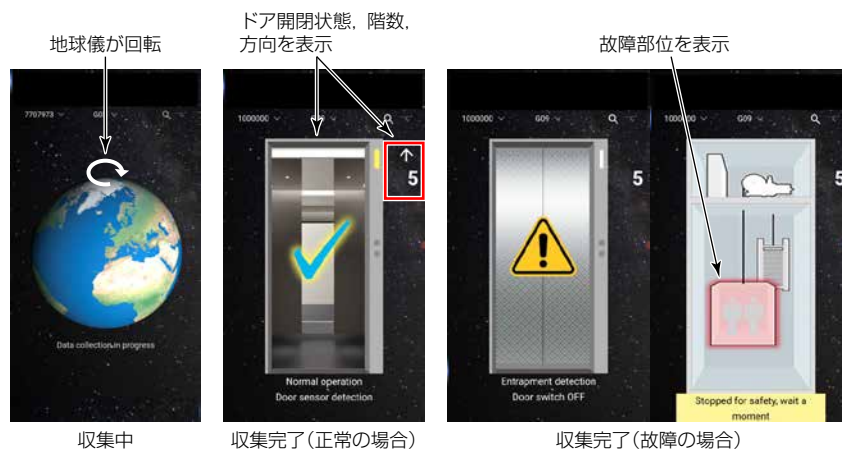 地球儀が回転
ドア開閉状態, 階数,
方向を表示
故障部位を表示
7707973
G09
1000000
G09
5
Data collection in progress
Normal operation
Door sensor detection
1000000
G09
5
Entrapment detection
Door switch OFF
1000000
G09
5
Stopped for safety, wait a
moment
収集中
収集完了(正常の場合)
収集完了(故障の場合)